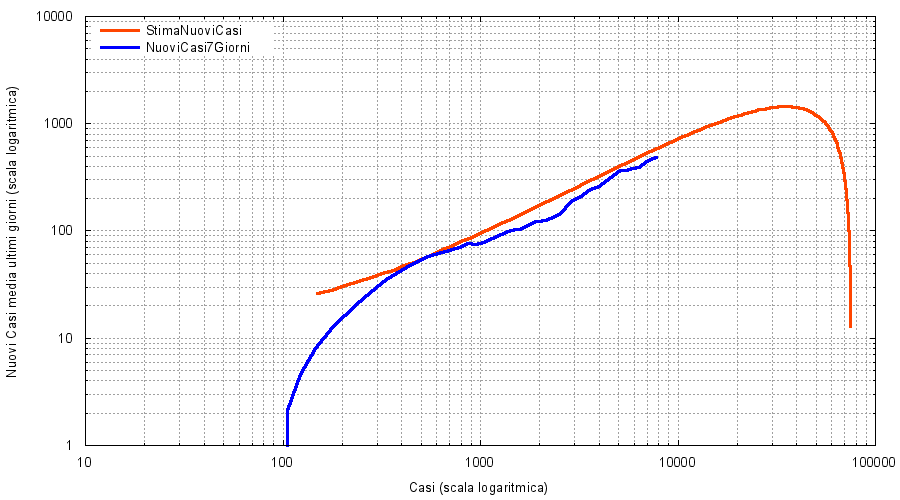 10000
StimaNuoviCasi
NuoviCasi7Giorni
1000
100
10
1
Nuovi Casi media ultimi giorni (scala logaritmica)
10
100
1000
10000
100000
Casi (scala logaritmica)